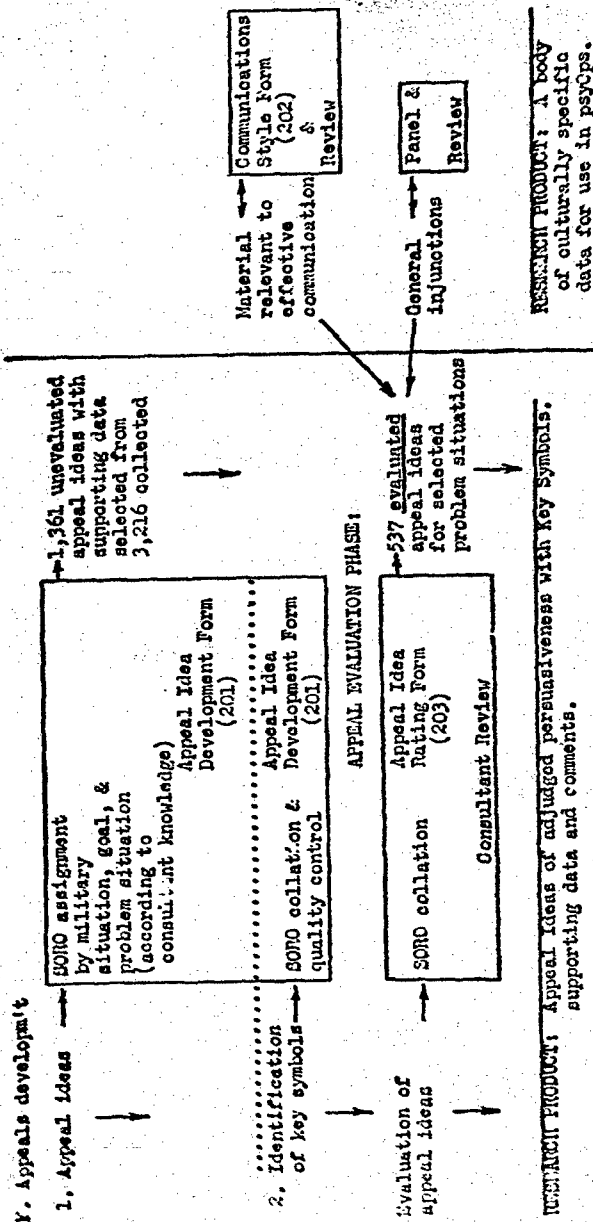 Y. Appeals developm't
1. Appeal ideas
SORO assignment
by military
situation, goal, &
problem situation
(according to
consultant knowledge)
Appeal Idea
Development Form
(201)
1,361 unevaluated
appeal ideas with
supporting data
selected from
3,216 collected
2. Identification
of key symbols
SORO collation &
quality control
Appeal Idea
Development Form
(201)
APPEAL EVALUATION PHASE:
Evaluation of
appeal ideas
SORO collation
Appeal Idea
Rating Form
(203)
Consultant Review
537 evaluated
appeal ideas
for selected
problem situations
RESEARCH PRODUCT: Appeal Ideas of adjudged persuasiveness with Key Symbols,
supporting data and comments.
Material
relevant to
effective
communication
Communications
Style Form
(202)
&
Review
General
injunctions
Panel &
Review
RESEARCH PRODUCT: A body
of culturally specific
data for use in psyOps.